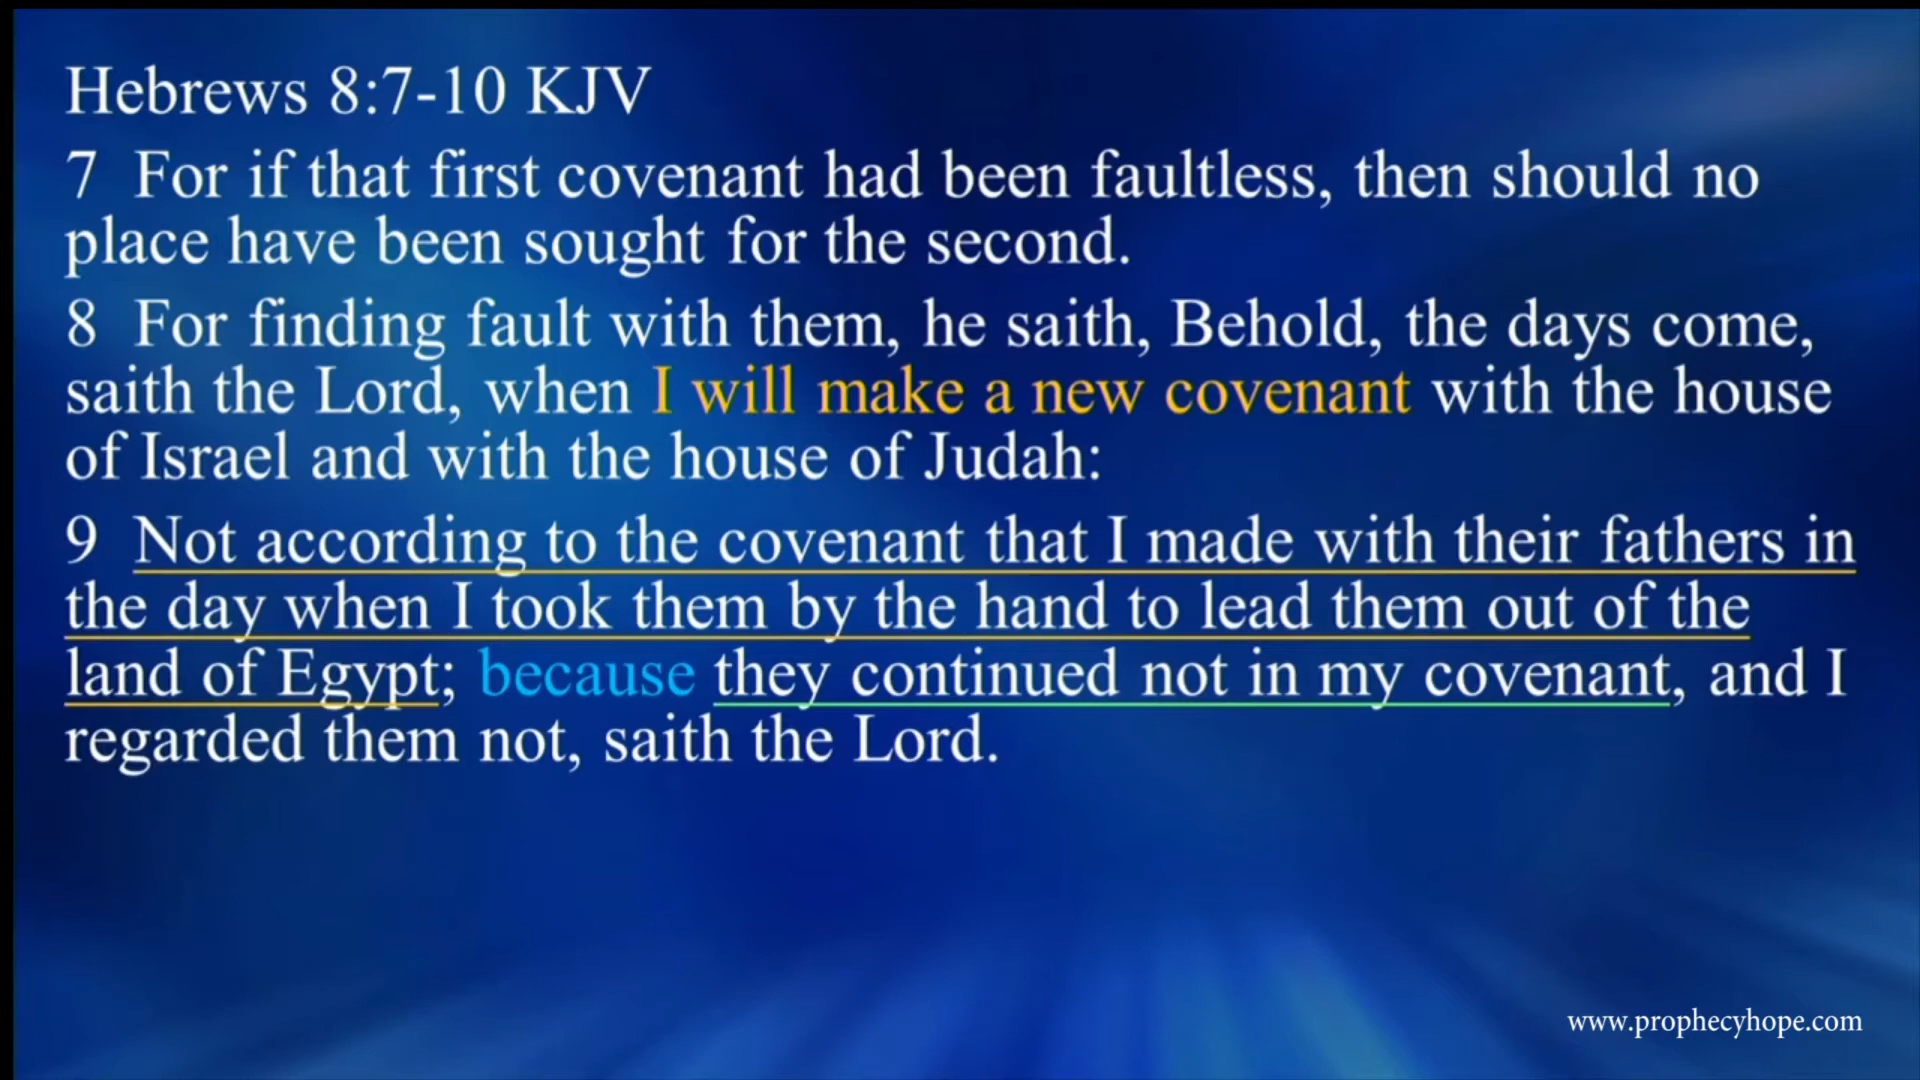 Hebrews 8:7-10 KJV
7 For if that first covenant had been faultless, then should no
place have been sought for the second.
8 For finding fault with them, he saith, Behold, the days come,
saith the Lord, when I will make a new covenant with the house
of Israel and with the house of Judah:
9 Not according to the covenant that I made with their fathers in
the day when I took them by the hand to lead them out of the
land of Egypt; because they continued not in my covenant, and I
regarded them not, saith the Lord.
www.prophecyhope.com